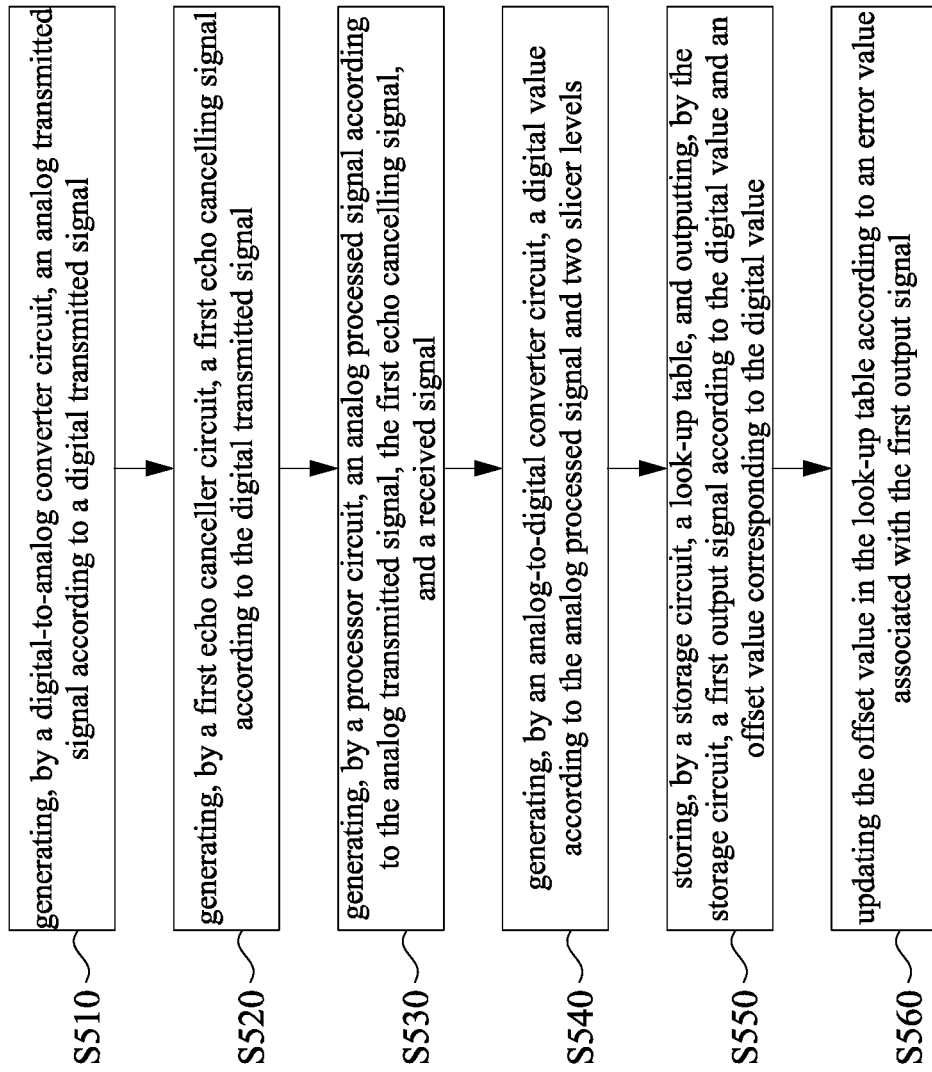 S510
generating, by a digital-to-analog converter circuit, an analog transmitted
signal according to a digital transmitted signal
S520
generating, by a first echo canceller circuit, a first echo cancelling signal
according to the digital transmitted signal
S530
generating, by a processor circuit, an analog processed signal according
to the analog transmitted signal, the first echo cancelling signal,
and a received signal
S540
generating, by an analog-to-digital converter circuit, a digital value
according to the analog processed signal and two slicer levels
S550
storing, by a storage circuit, a look-up table, and outputting, by the
storage circuit, a first output signal according to the digital value and an
offset value corresponding to the digital value
S560
updating the offset value in the look-up table according to an error value
associated with the first output signal